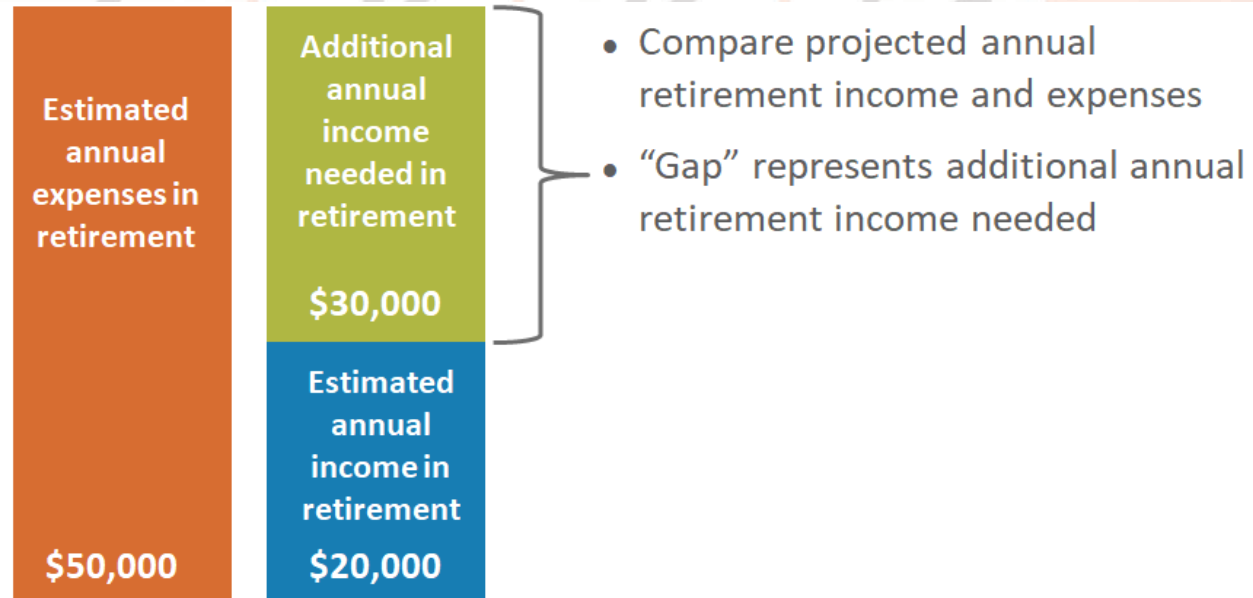 Estimated
annual
expenses in
retirement
$50,000
Additional
annual
income
needed in
retirement
$30,000
Estimated
annual
income in
retirement
$20,000
• Compare projected annual
retirement income and expenses
• “Gap” represents additional annual
retirement income needed